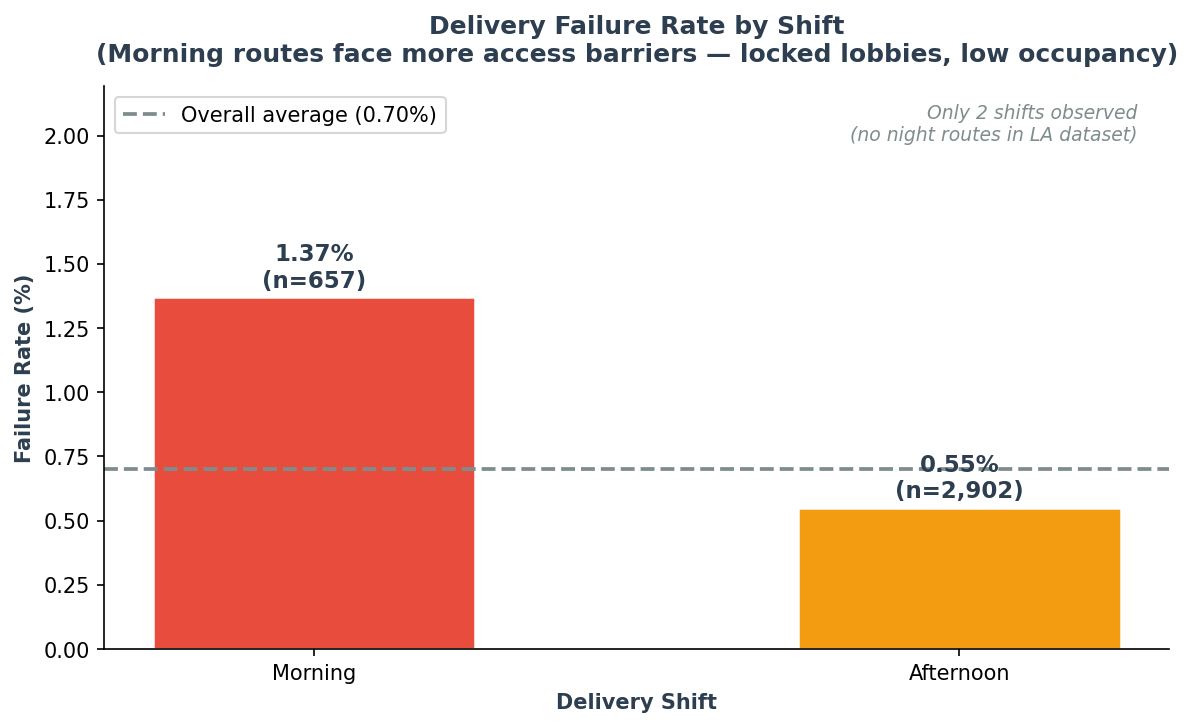 Delivery Failure Rate by Shift
(Morning routes face more access barriers — locked lobbies, low occupancy)
Overall average (0.70%)
Only 2 shifts observed
(no night routes in LA dataset)
Failure Rate (%)
2.00
1.75
1.50
1.25
1.00
0.75
0.50
0.25
0.00
1.37%
(n=657)
0.55%
(n=2,902)
Morning
Afternoon
Delivery Shift